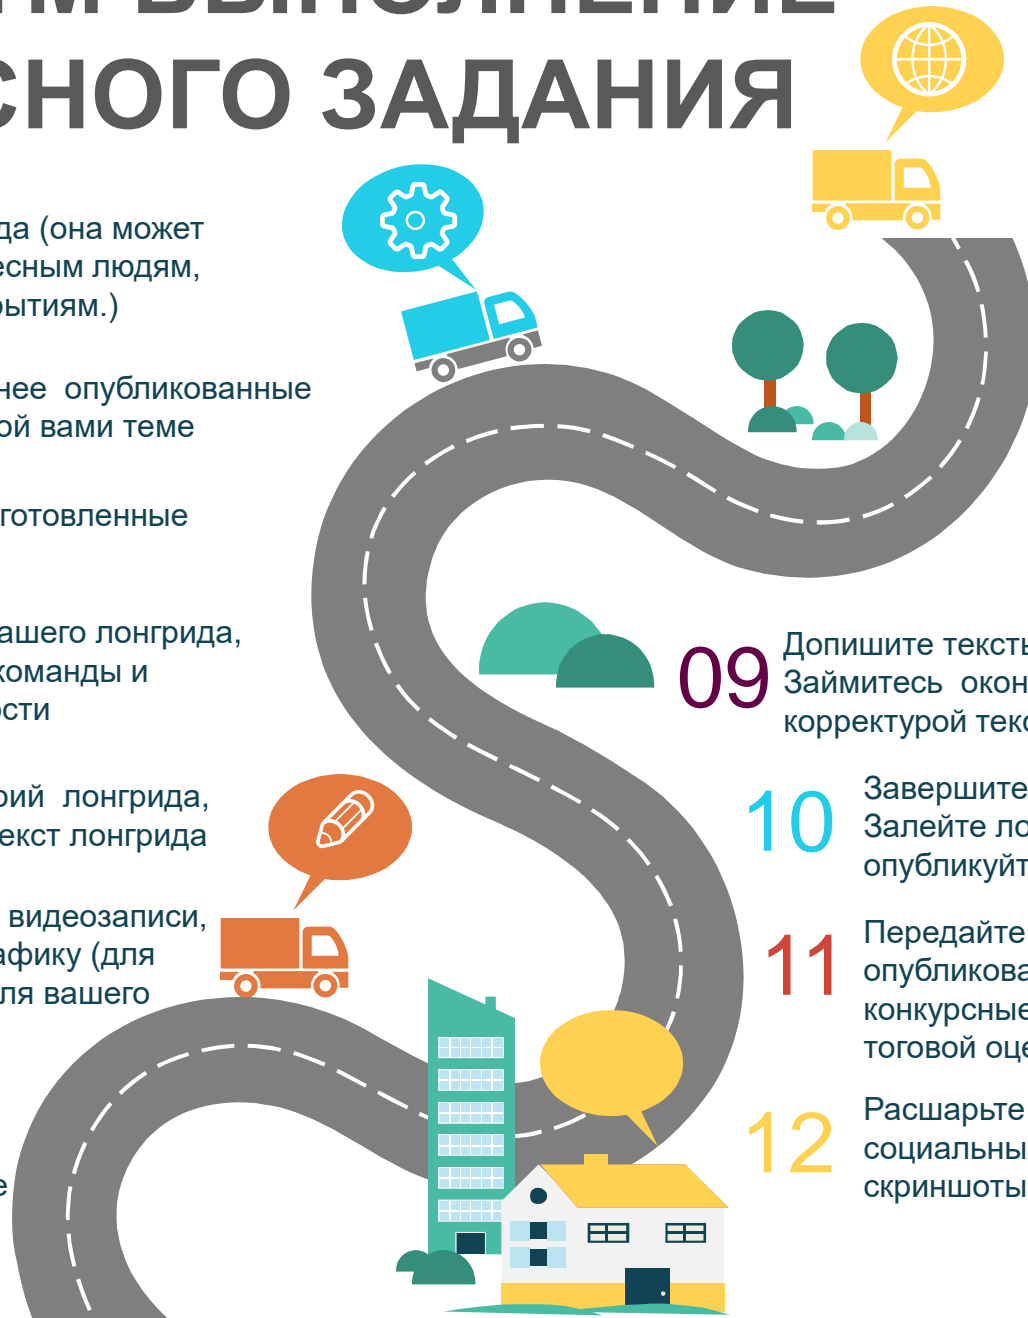 ВЫПОЛНЕНИЕ
СНОГО ЗАДАНИЯ
да (она может
есным людям,
рытиям.)
нее опубликованные
ой вами теме
готовленные
ашего лонгрида,
команды и
ости
рий лонгрида,
екст лонгрида
видеозаписи,
афику (для
ля вашего
е
09
Допишите тексты
Займитесь окон
корректурой текс
10
Завершите
Залейте ло
опубликуйт
11
Передайте
опубликова
конкурсные
тоговой оце
12
Расшарьте
социальны
скриншоты